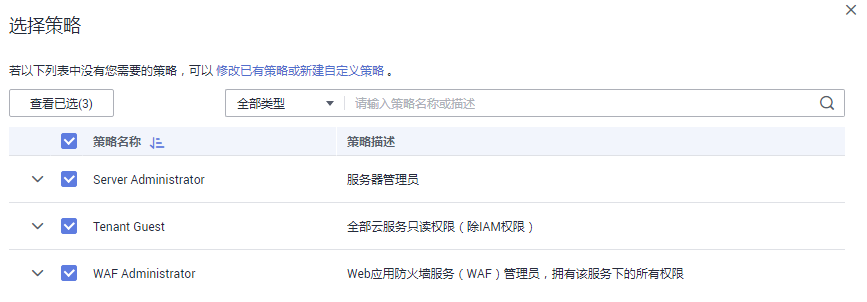 选择策略
若以下列表中没有您需要的策略，可以 修改已有策略或新建自定义策略 。
查看已选(3) 全部类型 请输入策略名称或描述
策略名称 策略描述
Server Administrator 服务器管理员
Tenant Guest 全部云服务只读权限（除IAM权限）
WAF Administrator Web应用防火墙服务（WAF）管理员，拥有该服务下的所有权限